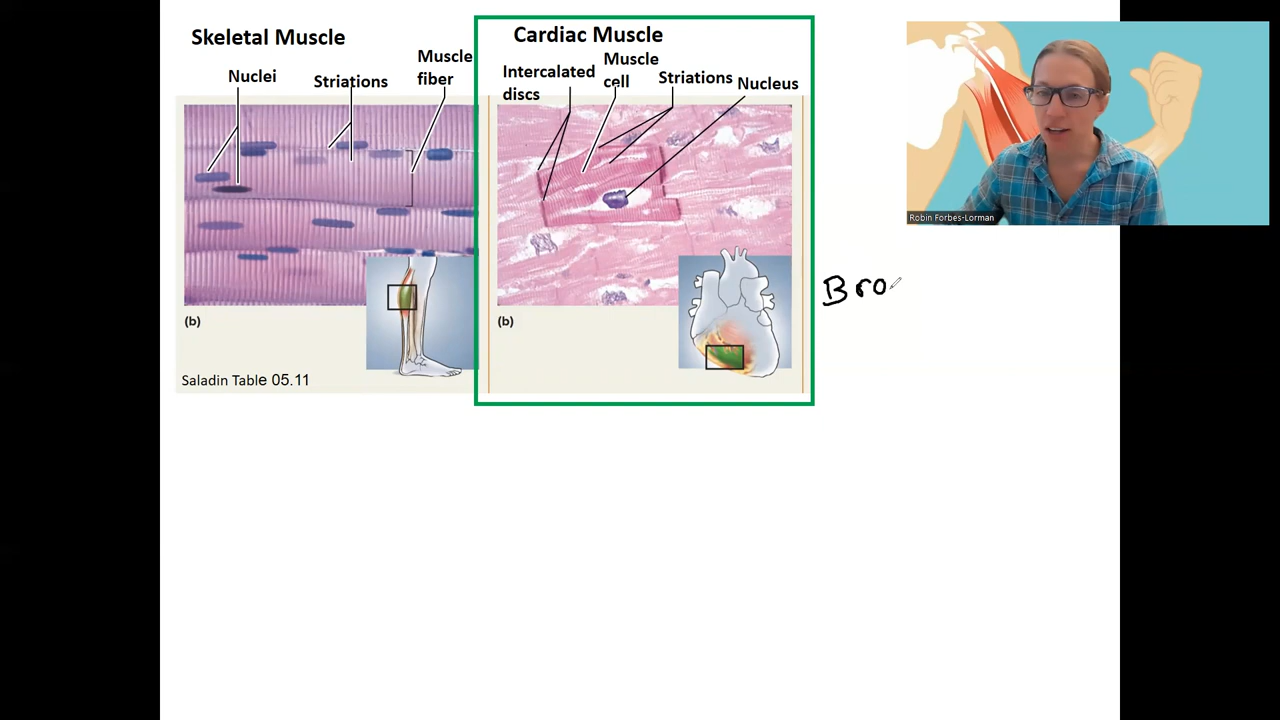 Skeletal Muscle
Nuclei
Striations
Muscle
fiber
(b)
Saladin Table 05.11
Cardiac Muscle
Intercalated
discs
Muscle
cell
Striations
Nucleus
(b)
Bro
Robin Forbes-Lorman